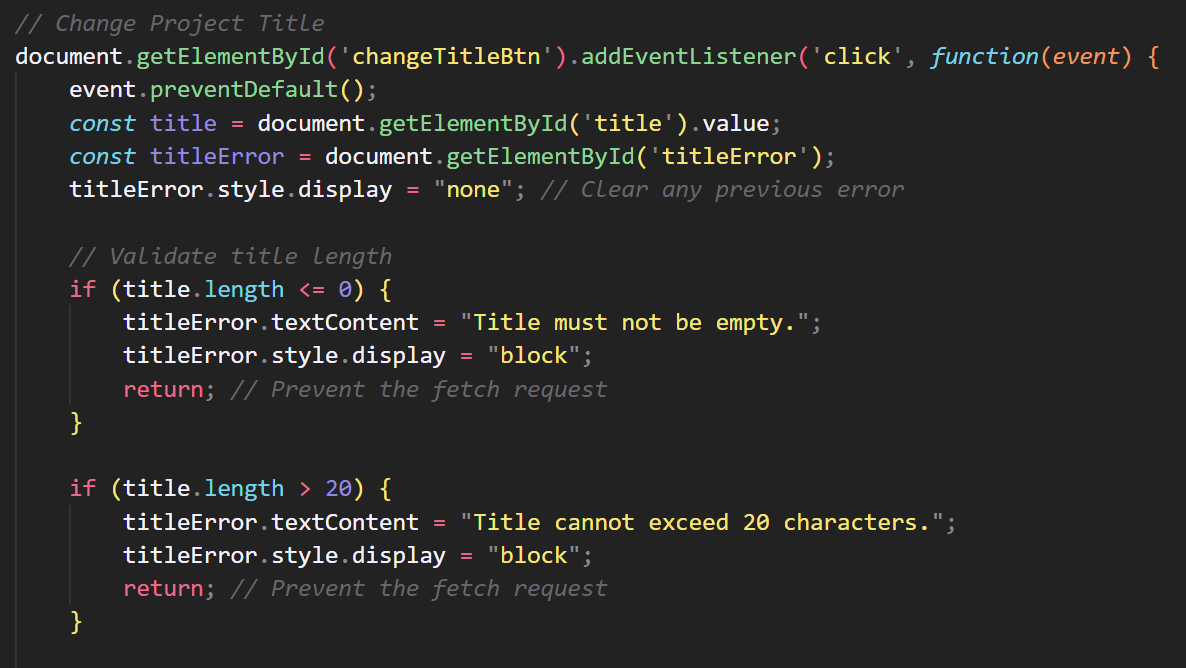 // Change Project Title
document.getElementById('changeTitleBtn').addEventListener('click', function(event) {
    event.preventDefault();
    const title = document.getElementById('title').value;
    const titleError = document.getElementById('titleError');
    titleError.style.display = "none"; // Clear any previous error

    // Validate title length
    if (title.length <= 0) {
        titleError.textContent = "Title must not be empty.";
        titleError.style.display = "block";
        return; // Prevent the fetch request
    }

    if (title.length > 20) {
        titleError.textContent = "Title cannot exceed 20 characters.";
        titleError.style.display = "block";
        return; // Prevent the fetch request
    }